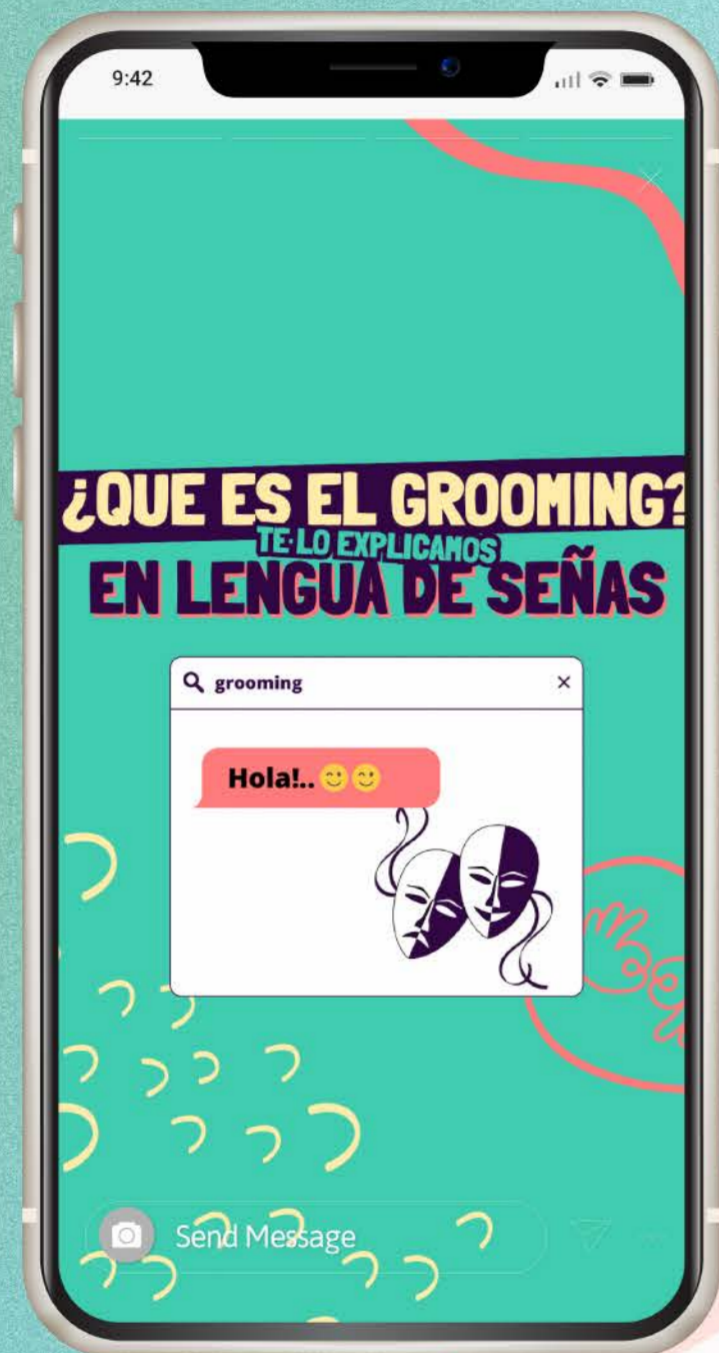 9:42
¿QUE ES EL GROOMING?
TE LO EXPLICAMOS
EN LENGUA DE SEÑAS
grooming
Hola!.. 😊😊
Send Message